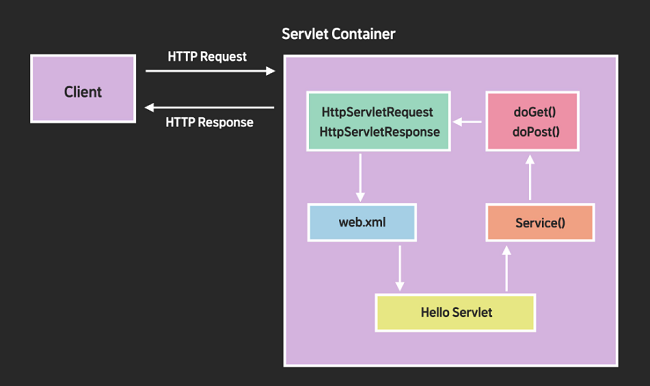 Servlet Container
HTTP Request
Client
HTTP Response
HttpServletRequest
HttpServletResponse
doGet()
doPost()
web.xml
Service()
Hello Servlet